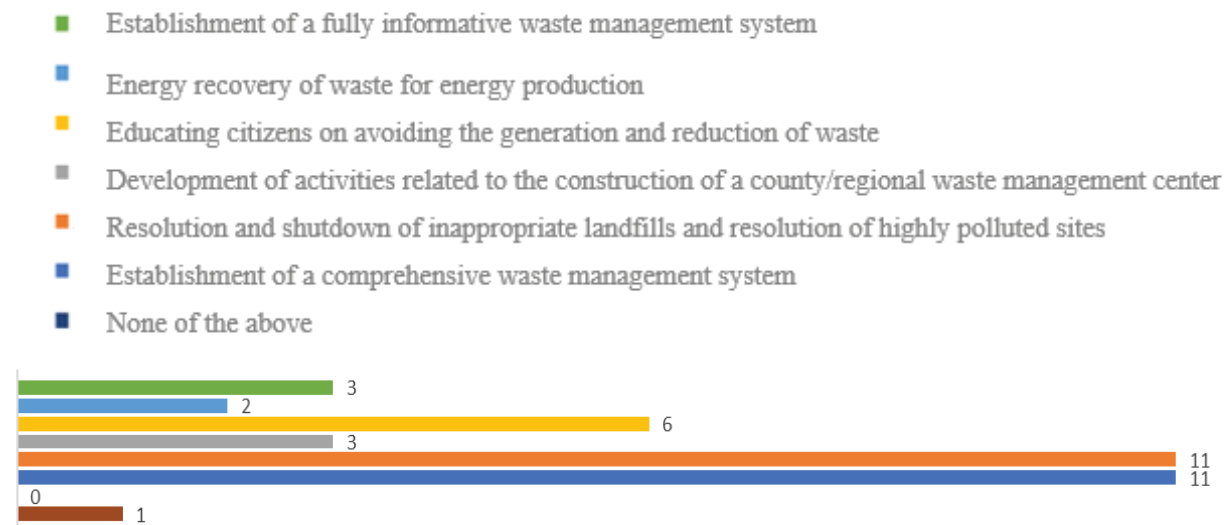 Establishment of a fully informative waste management system
Energy recovery of waste for energy production
Educating citizens on avoiding the generation and reduction of waste
Development of activities related to the construction of a county/regional waste management center
Resolution and shutdown of inappropriate landfills and resolution of highly polluted sites
Establishment of a comprehensive waste management system
None of the above
3
2
6
3
11
11
0
1